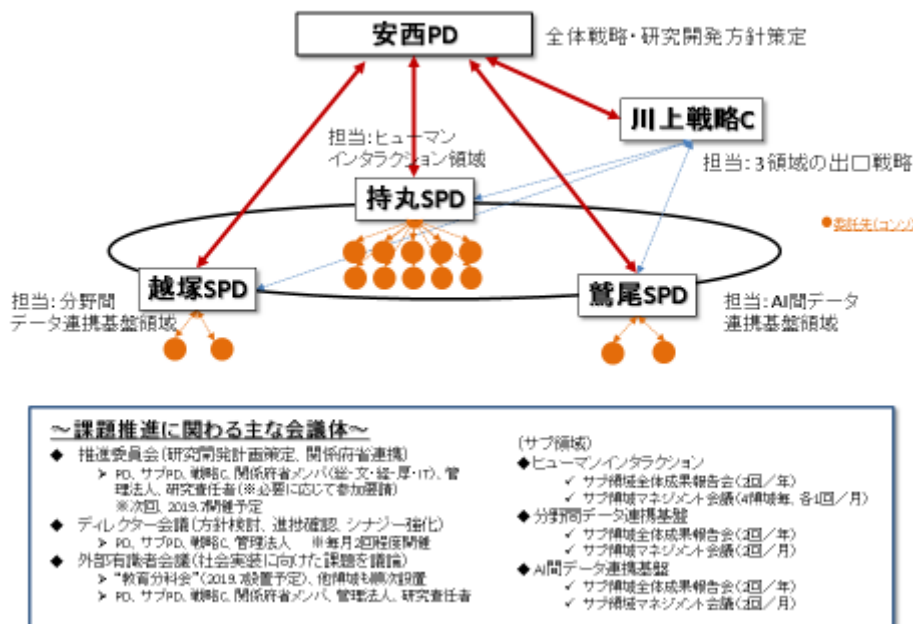 安西PD
全体戦略・研究開発方針策定
川上戦略C
担当:ヒューマン
インタラクション領域
担当:3領域の出口戦略
持丸SPD
●委託先(コンソ)
越塚SPD
鷲尾SPD
担当:分野間
データ連携基盤領域
担当:AI間データ
連携基盤領域
~課題推進に関わる主な会議体~
◆ 推進委員会(研究開発計画策定、関係府省連携)
➤ PD、サブPD、戦略C、関係府省メンバ(総・文・経・厚・IT)、管
理法人、研究責任者(※必要に応じて参加要請)
※次回、2019.7開催予定
◆ ディレクター会議(方針検討、進捗確認、シナジー強化)
➤ PD、サブPD、戦略C、管理法人 ※毎月2回程度開催
◆ 外部有識者会議(社会実装に向けた課題を議論)
➤ “教育分科会”(2019.7設置予定)、他領域も順次設置
➤ PD、サブPD、戦略C、関係府省メンバ、管理法人、研究責任者
(サブ領域)
◆ヒューマンインタラクション
✓ サブ領域全体成果報告会(2回/年)
✓ サブ領域マネジメント会議(4領域毎、各1回/月)
◆分野間データ連携基盤
✓ サブ領域全体成果報告会(2回/年)
✓ サブ領域マネジメント会議(2回/月)
◆AI間データ連携基盤
✓ サブ領域全体成果報告会(2回/年)
✓ サブ領域マネジメント会議(2回/月)